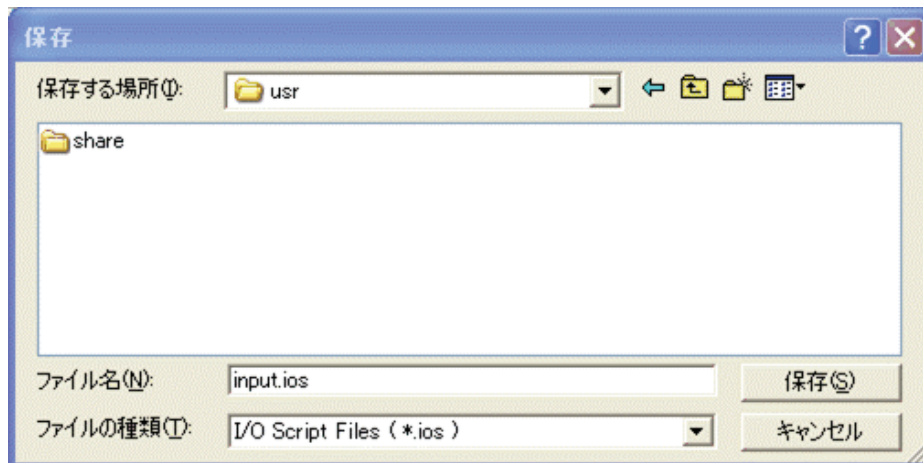 保存
保存する場所(I): usr
share
ファイル名(N): input.ios 保存(S)
ファイルの種類(T): I/O Script Files ( *.ios ) キャンセル